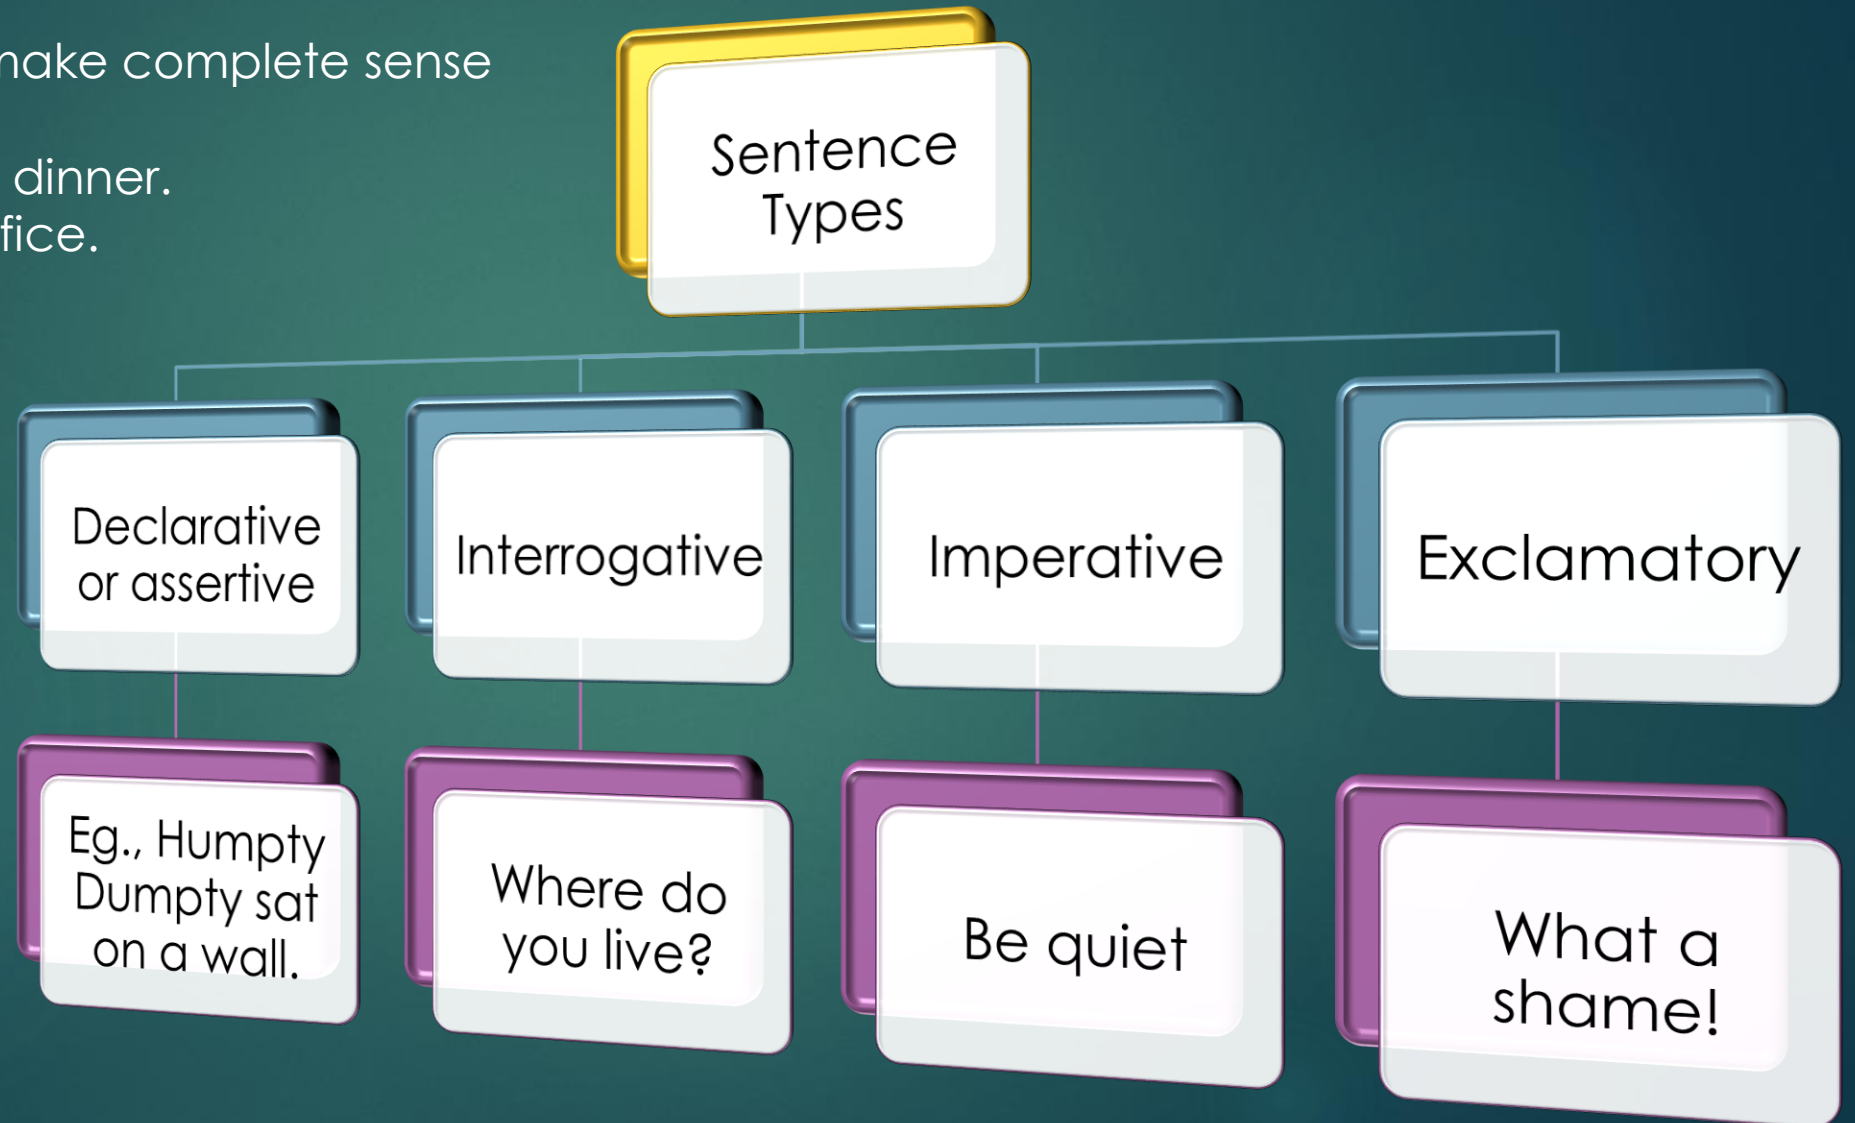 make complete sense
dinner.
fice.
Sentence
Types
Declarative
or assertive
Interrogative
Imperative
Exclamatory
Eg., Humpty
Dumpty sat
on a wall.
Where do
you live?
Be quiet
What a
shame!